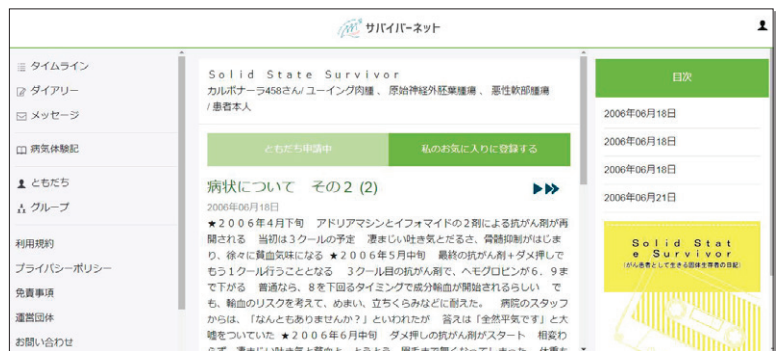 サバイバーネット
タイムライン
ダイアリー
メッセージ
病気体験記
ともだち
グループ
利用規約
プライバシーポリシー
免責事項
運営団体
お問い合わせ
Ｓｏｌｉｄ　Ｓｔａｔｅ　Ｓｕｒｖｉｖｏｒ
カルボナーラ458さん/ ユーイング肉腫 、 原始神経外胚葉腫瘍 、 悪性軟部腫瘍
/ 患者本人
ともだち申請中
私のお気に入りに登録する
病状について　その２ (2)
2006年06月18日
★２００６年４月下旬　アドリアマシンとイフォマイドの２剤による抗がん剤が再
開される　当初は３クールの予定　凄まじい吐き気とだるさ、骨髄抑制がはじま
り、徐々に貧血気味になる ★２００６年５月中旬　最終の抗がん剤＋ダメ押しで
もう１クール行うこととなる　３クール目の抗がん剤で、ヘモグロビンが６．９ま
で下がる　普通なら、８を下回るタイミングで成分輸血が開始されるらしい　で
も、輸血のリスクを考えて、めまい、立ちくらみなどに耐えた。　病院のスタッフ
からは、「なんともありませんか？」といわれたが　答えは「全然平気です」と大
嘘をついていた ★２００６年６月中旬　ダメ押しの抗がん剤がスタート　相変わ
目次
2006年06月18日
2006年06月18日
2006年06月18日
2006年06月21日
Ｓｏｌｉｄ　Ｓｔａｔ
ｅ　Ｓｕｒｖｉｖｏｒ
(がん患者として生きる固体生存者の日記)